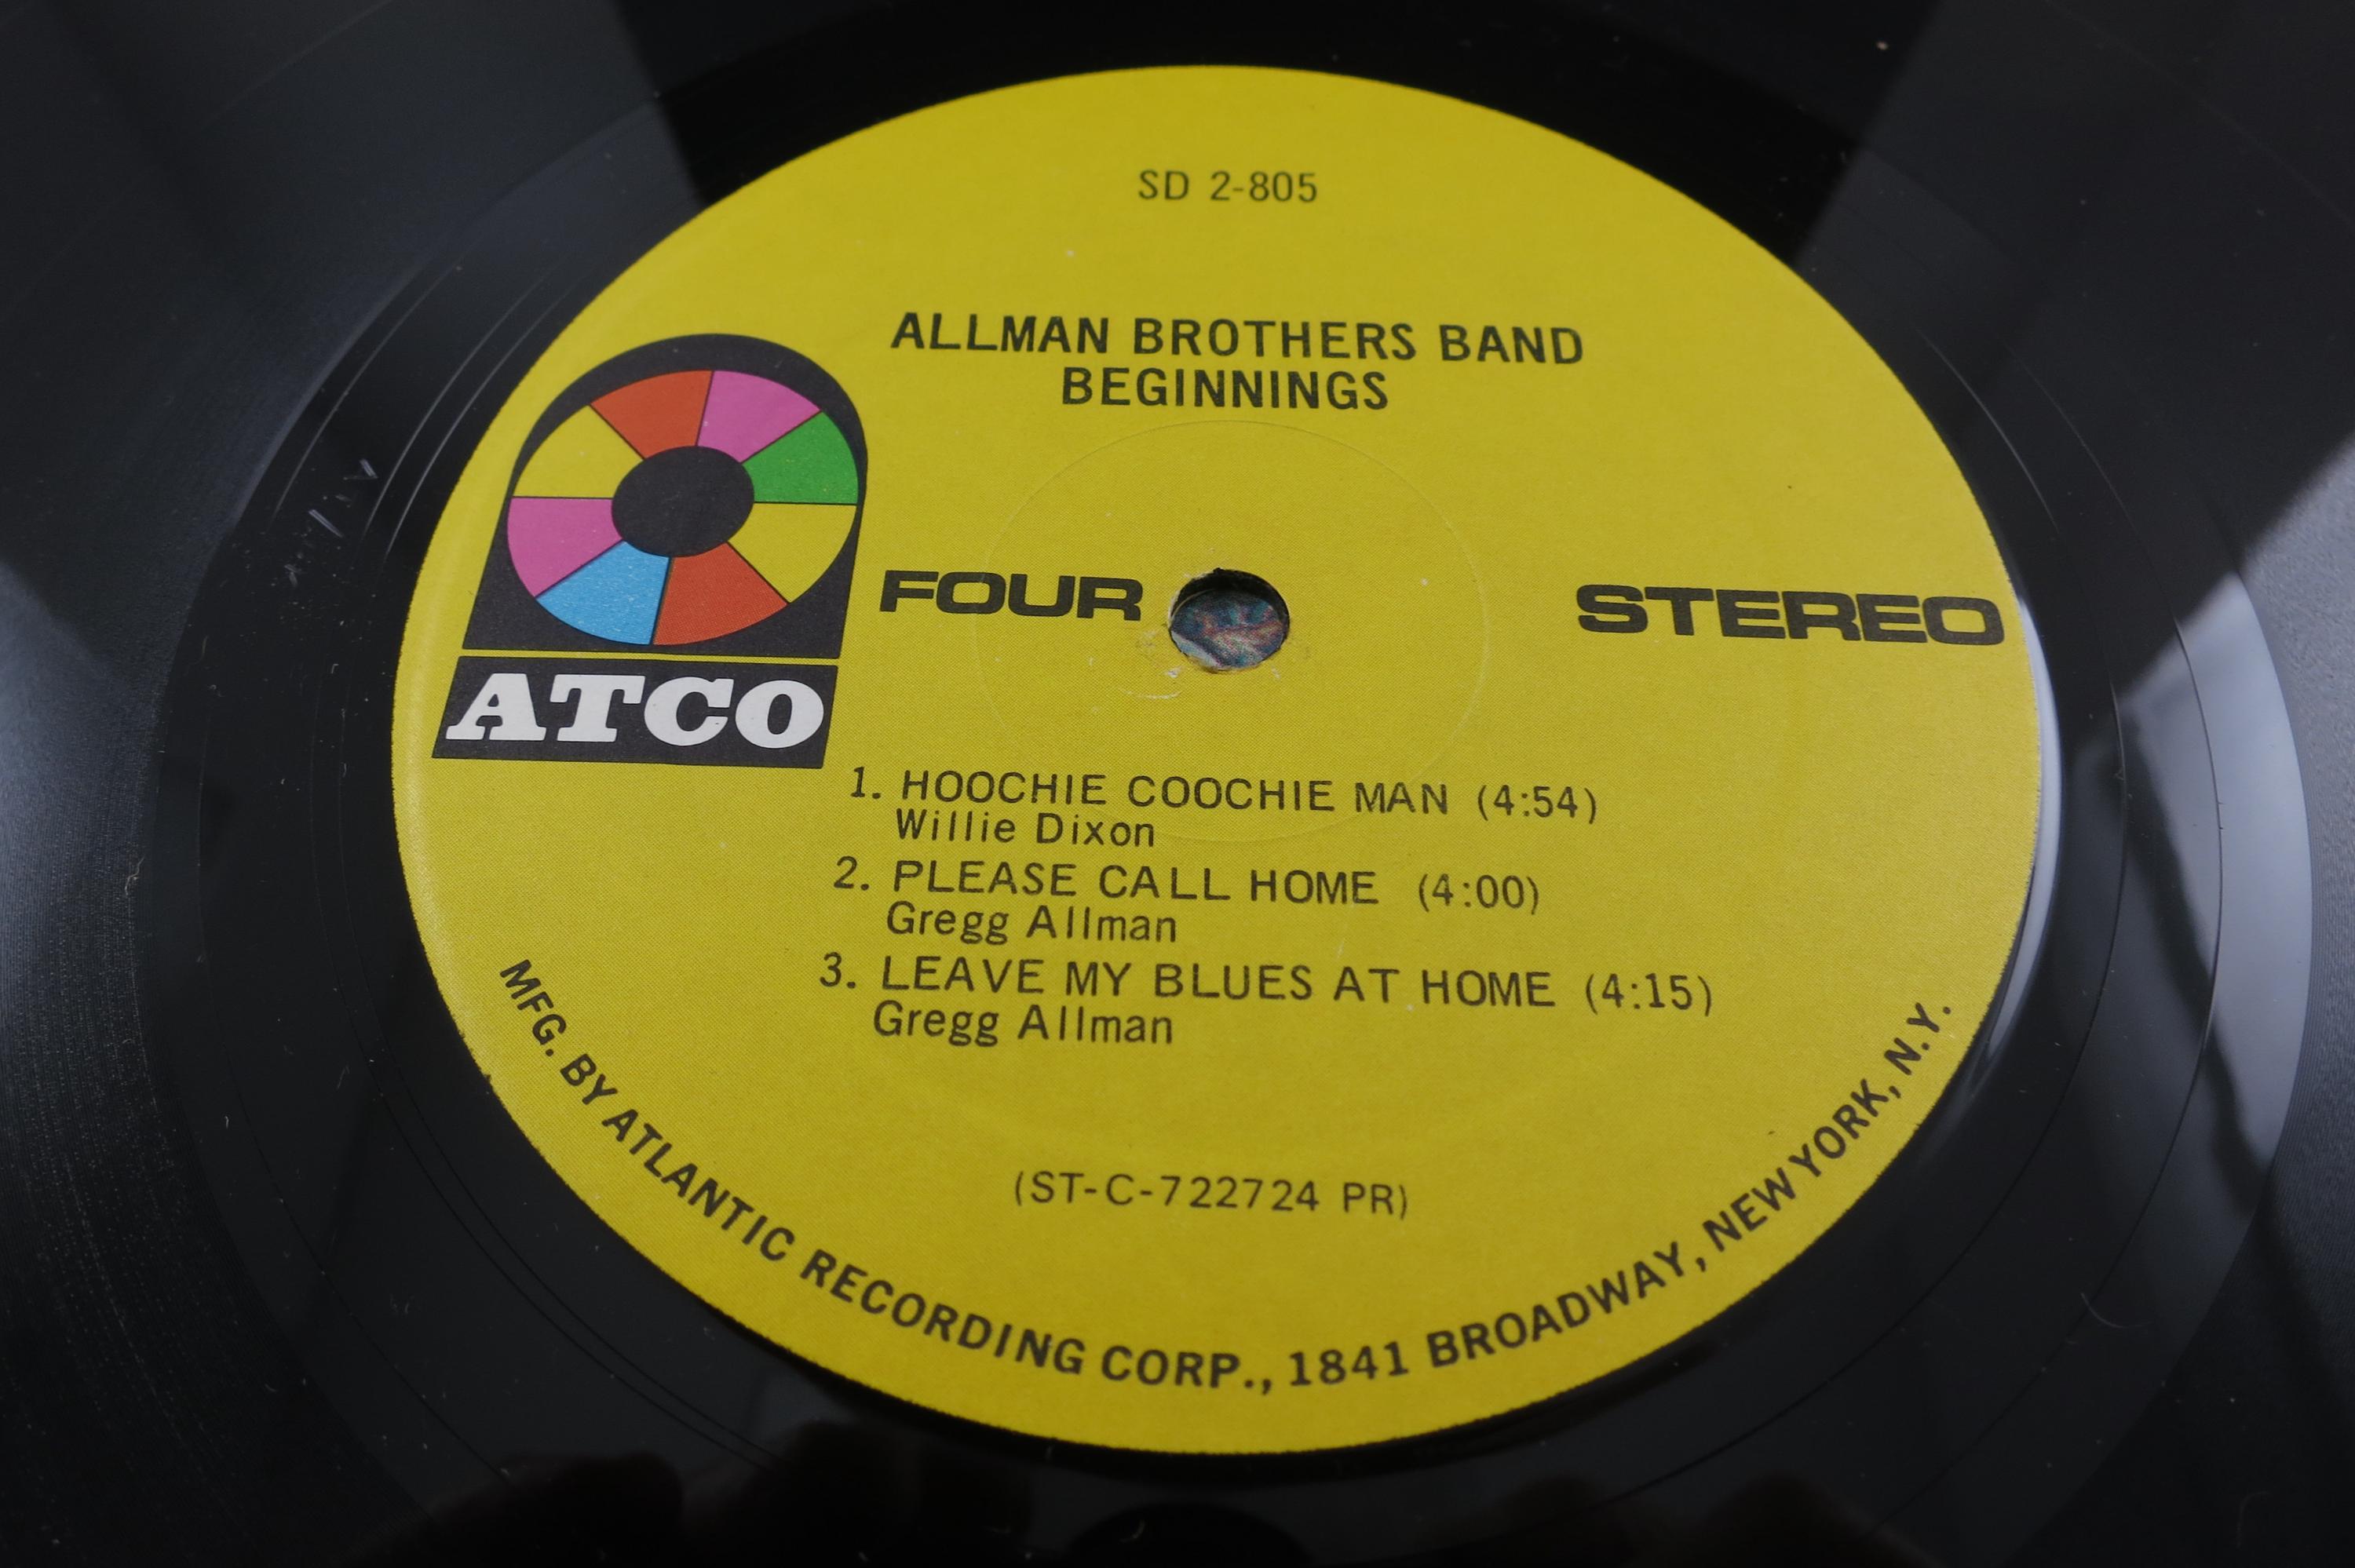 SD 2-805
ALLMAN BROTHERS BAND
BEGINNINGS
FOUR
STEREO
ATCO
1. HOOCHIE COOCHIE MAN (4:54)
Willie Dixon
2. PLEASE CALL HOME (4:00)
Gregg Allman
3. LEAVE MY BLUES AT HOME (4:15)
Gregg Allman
(ST-C-722724 PR)
MFG. BY ATLANTIC RECORDING CORP., 1841 BROADWAY, NEW YORK, N.Y.